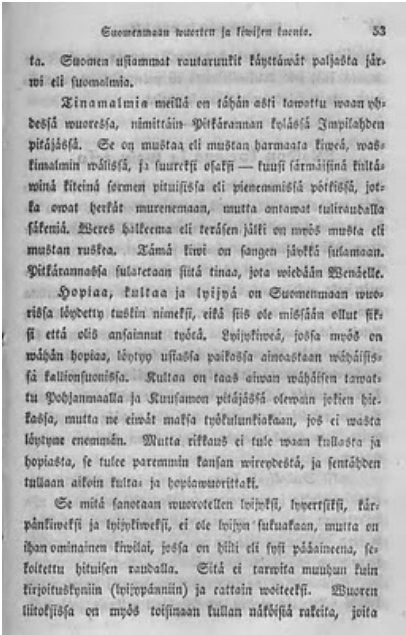 Suomenmaan wuorten ja kiwisen luonto. 53
ta. Suomen usiammat rautarunkit käyttäwät paljasta jär-
wi eli suomalmia.
Tinamalmia meillä on tähän asti tawattu waan yh-
dessä wuoressa, nimittäin Pitkärannan kylässä Impilahden
pitäjässä. Se on mustaa eli mustan harmaata kiweä, was-
kimalmin wälissä, ja suureksi osaksi — kuusi särmäisinä kiiltä-
winä kiteinä sormen pituisissa eli pienemmissä pötkissä, jot-
ka owat herkät murenemaan, mutta antawat tuliraudalla
säkeniä. Weres halkeema eli teräsen jälki on myös musta eli
mustan ruskea. Tämä kiwi on sangen jäykkä sulamaan.
Pitkärannassa sulatetaan siitä tinaa, jota wiedään Wenäelle.
Hopiaa, kultaa ja lyijyä on Suomenmaan wuo-
rissa löydetty tuskin nimeksi, eikä siis ole missään ollut sik-
si että olis ansainnut työtä. Lyijykiweä, jossa myös on
wähän hopiaa, löytyy usiassa paikassa ainoastaan wähäisis-
sä kallionsuonissa. Kultaa on taas aiwan wähäisen tawat-
tu Pohjanmaalla ja Kuusamon pitäjässä olewain jokien hie-
kassa, mutta ne eiwät maksa työkulunkiakaan, jos ei wasta
löytyne enemmän. Mutta rikkaus ei tule waan kullasta ja
hopiasta, se tulee paremmin kansan wireydestä, ja sentähden
tullaan aikoin kulta- ja hopiawuorittaki.
Se mitä sanotaan wuorotellen lyijyksi, lyyertsiksi, kär-
pänkiweksi ja lyijykiweksi, ei ole lyijyn sukuakaan, mutta on
ihan ominainen kiwilai, jossa on hiili eli sysi pääaineena, se-
koitettu hituisen raudalla. Sitä ei tarwita muuhun kuin
kirjoituskyniin (lyijypänniin) ja rattain woiteeksi. Wuoren
liitoksissa on myös toisinaan kullan näköisiä rakeita, joita